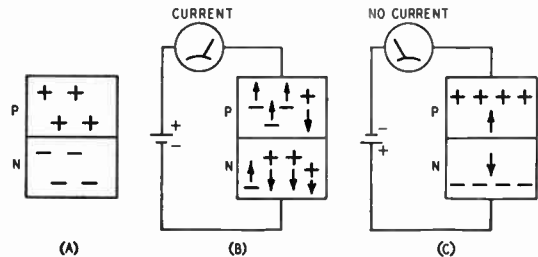 CURRENT
NO CURRENT
P
+ +
+ +
N
− −
− −
(A)
+
−
P
− − − +
N
− + + +
(B)
−
+
P
+ + + +
N
− − − − −
(C)